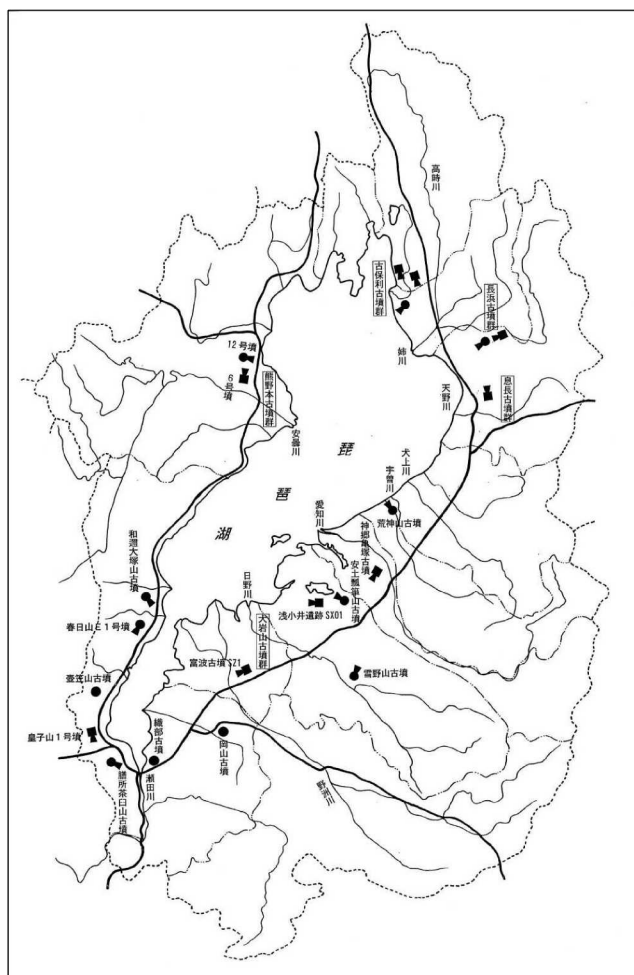 高時川
古保利古墳群
長浜古墳群
姉川
息長古墳群
天野川
12号墳
6号墳
熊野本古墳群
安曇川
琵
琶
湖
犬上川
宇曽川
荒神山古墳
愛知川
神郷亀塚古墳
安土瓢箪山古墳
浅小井遺跡SX01
日野川
大岩山古墳群
冨波古墳SZ1
雪野山古墳
和邇大塚山古墳
春日山E1号墳
壺笠山古墳
皇子山1号墳
膳所茶臼山古墳
織部古墳
瀬田川
岡山古墳
野洲川